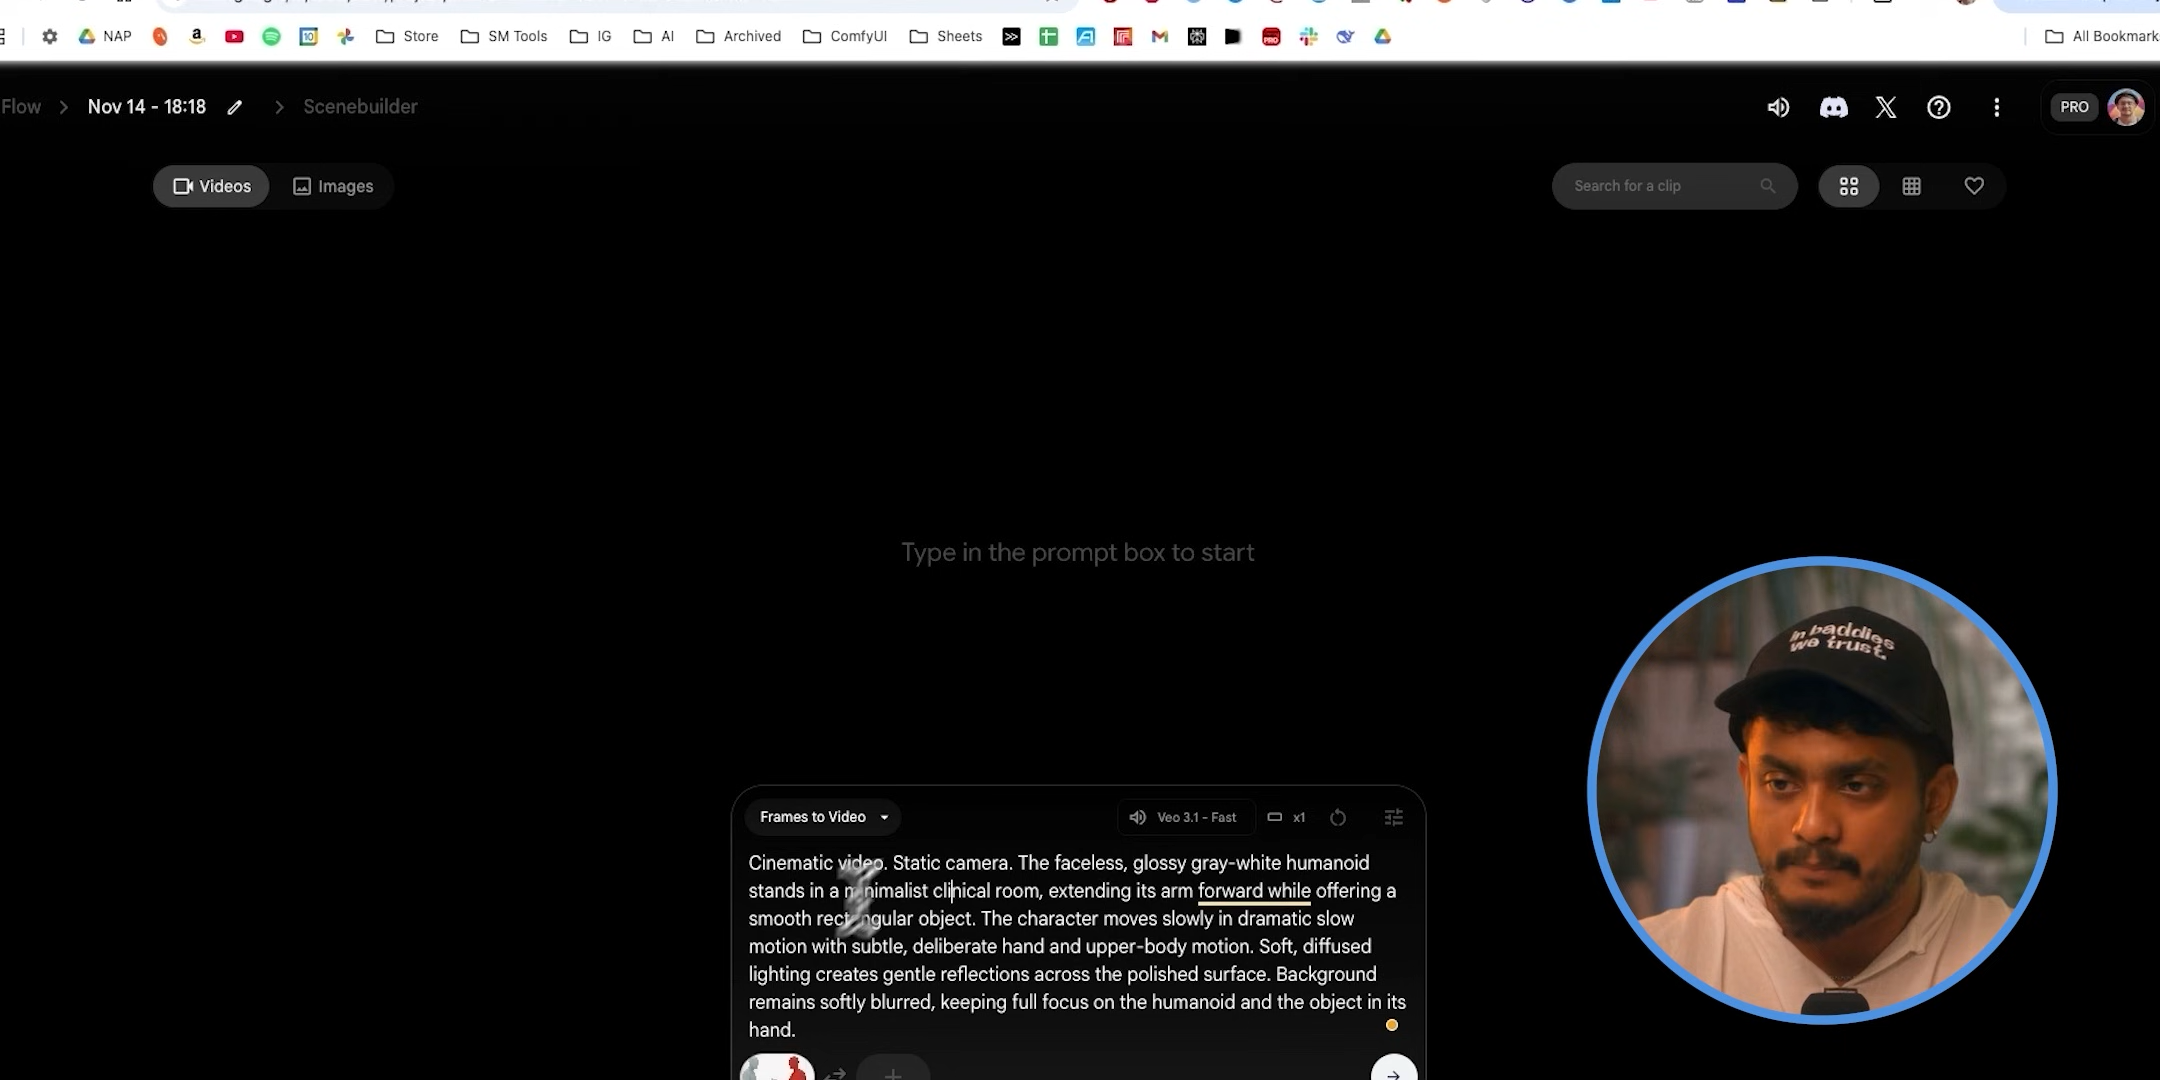 NAP
Store
SM Tools
IG
AI
Archived
ComfyUI
Sheets
All Bookmark
Flow
Nov 14 - 18:18
Scenebuilder
PRO
Videos
Images
Search for a clip
Type in the prompt box to start
in baddies
we trust.
Frames to Video
Veo 3.1 - Fast
x1
Cinematic video. Static camera. The faceless, glossy gray-white humanoid
stands in a minimalist clinical room, extending its arm forward while offering a
smooth rectangular object. The character moves slowly in dramatic slow
motion with subtle, deliberate hand and upper-body motion. Soft, diffused
lighting creates gentle reflections across the polished surface. Background
remains softly blurred, keeping full focus on the humanoid and the object in its
hand.